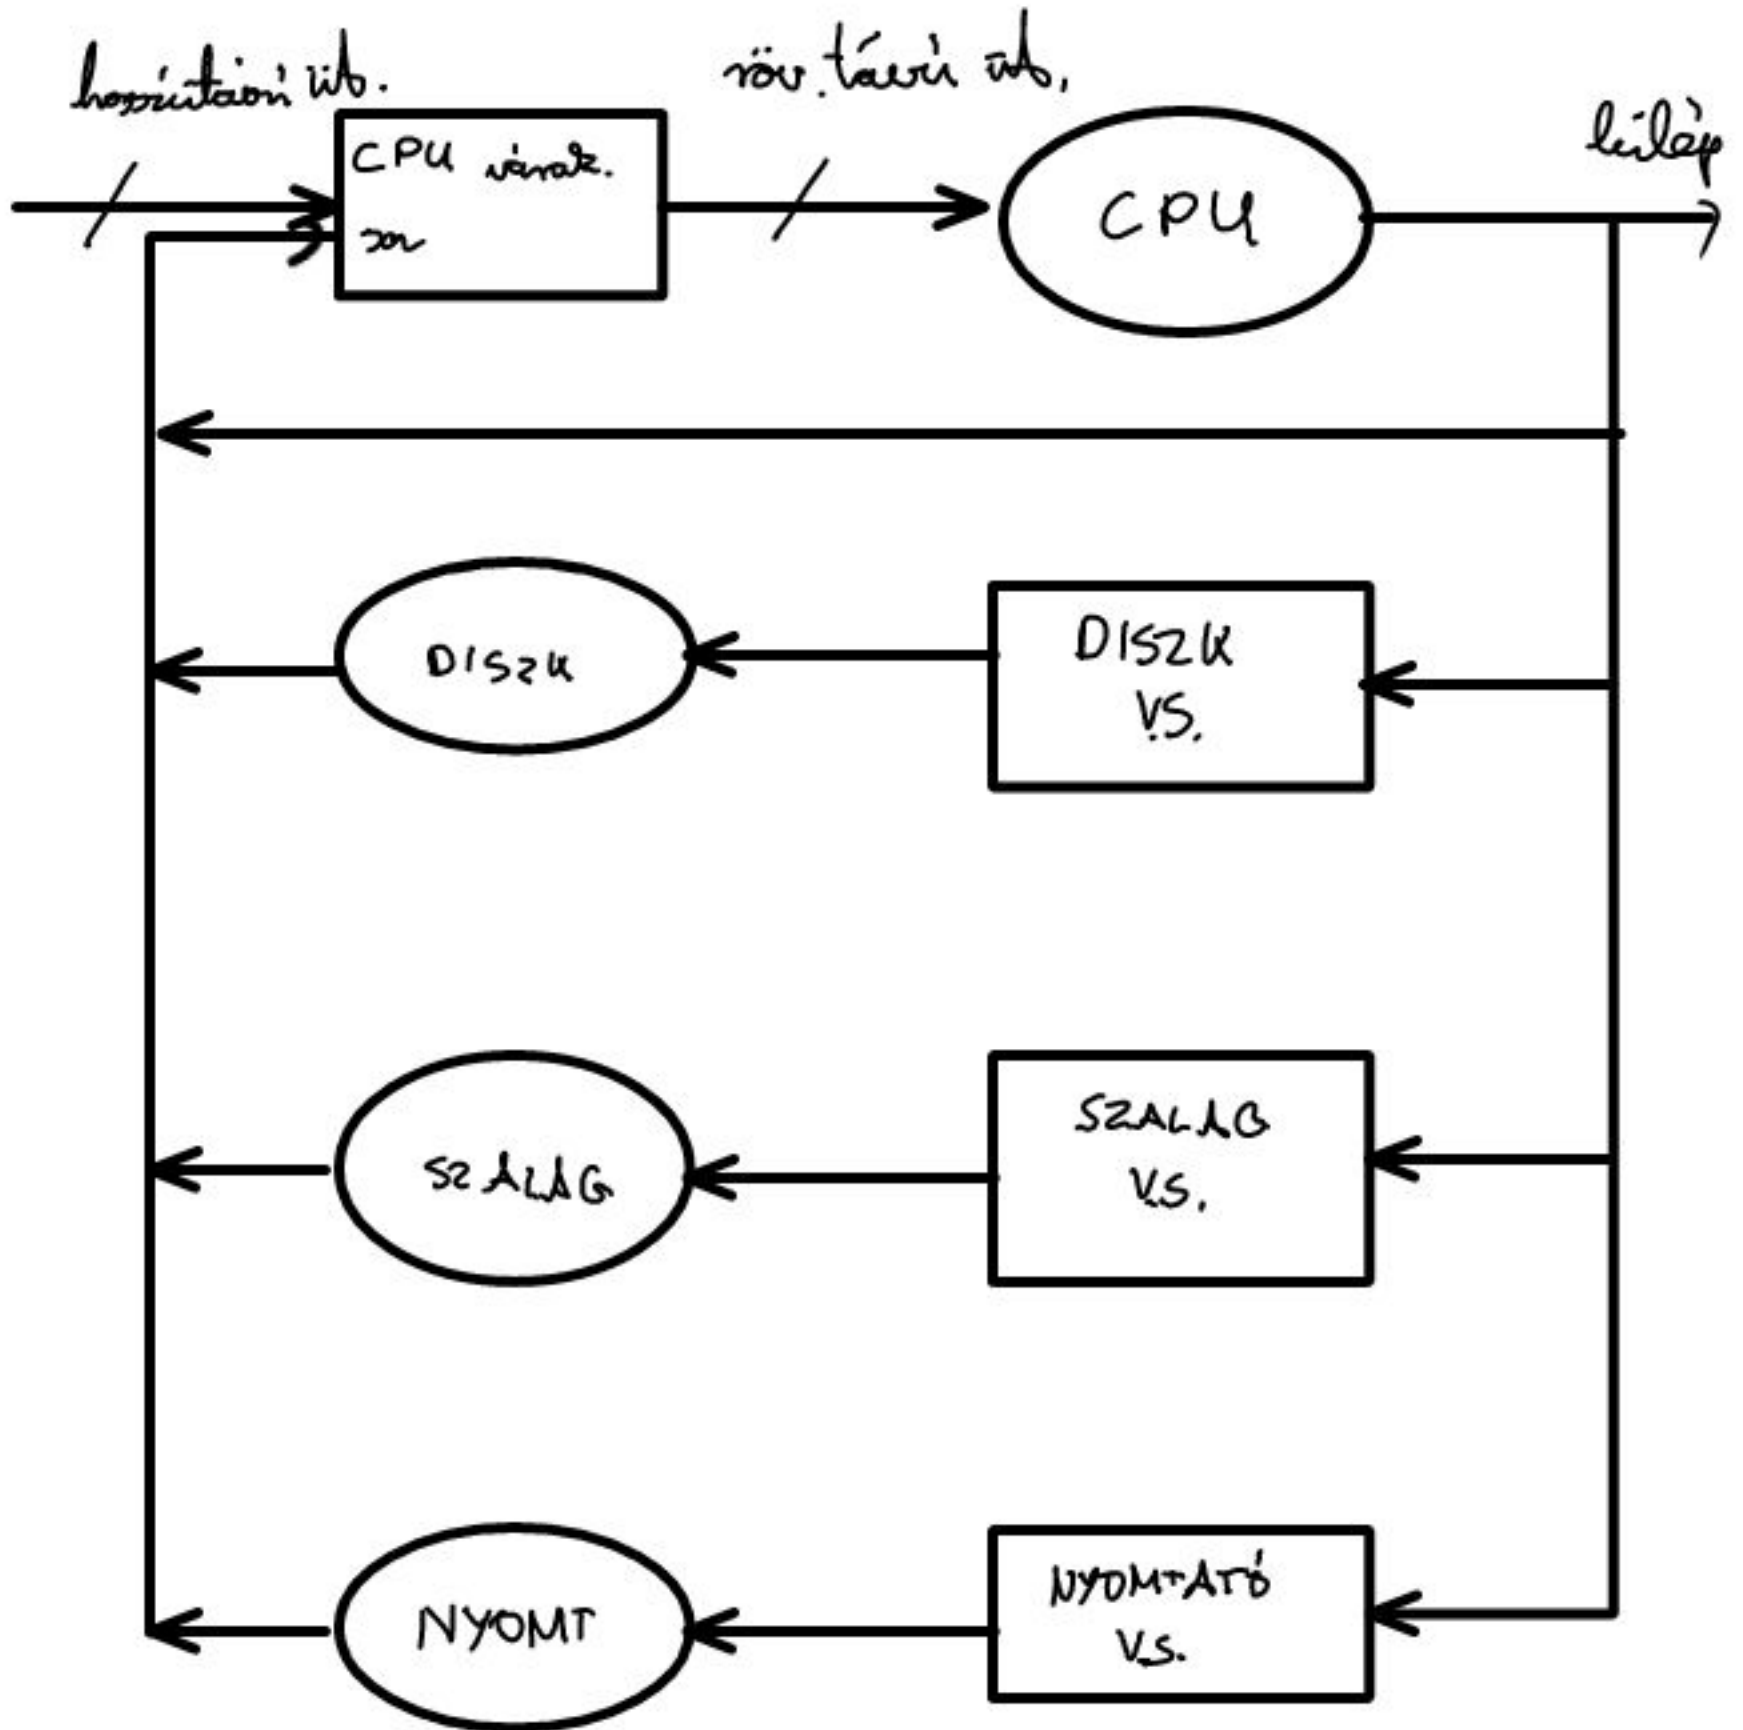 hosszútávú üt.
röv. távú üt.
kilép
CPU várak.
sor
CPU
DISZK
DISZK
V.S.
SZALAG
SZALAG
V.S.
NYOMT
NYOMTATÓ
V.S.